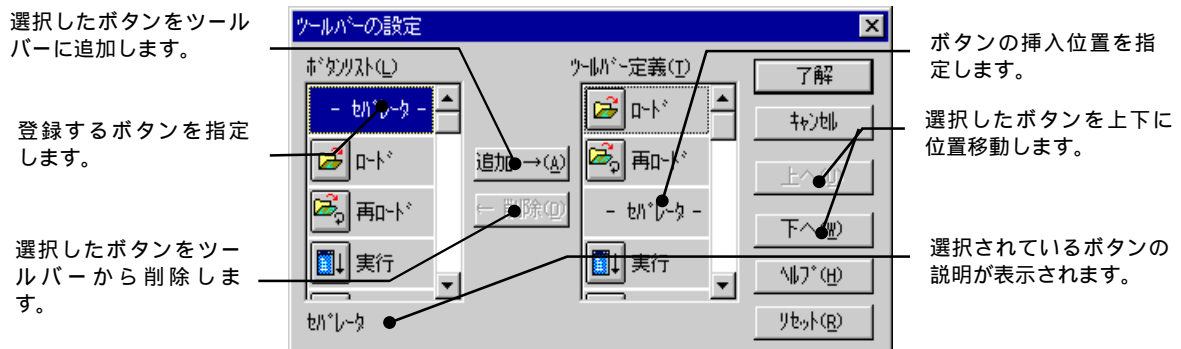 選択したボタンをツール
バーに追加します。
登録するボタンを指定
します。
選択したボタンをツー
ルバーから削除しま
す。
ツールバーの設定
ボタンリスト(L)
- セパレータ -
ロード
再ロード
実行
セパレータ
追加→(A)
← 削除(D)
ツールバー定義(T)
ロード
再ロード
- セパレータ -
実行
了解
キャンセル
上へ(U)
下へ(W)
ヘルプ(H)
リセット(R)
ボタンの挿入位置を指
定します。
選択したボタンを上下に
位置移動します。
選択されているボタンの
説明が表示されます。